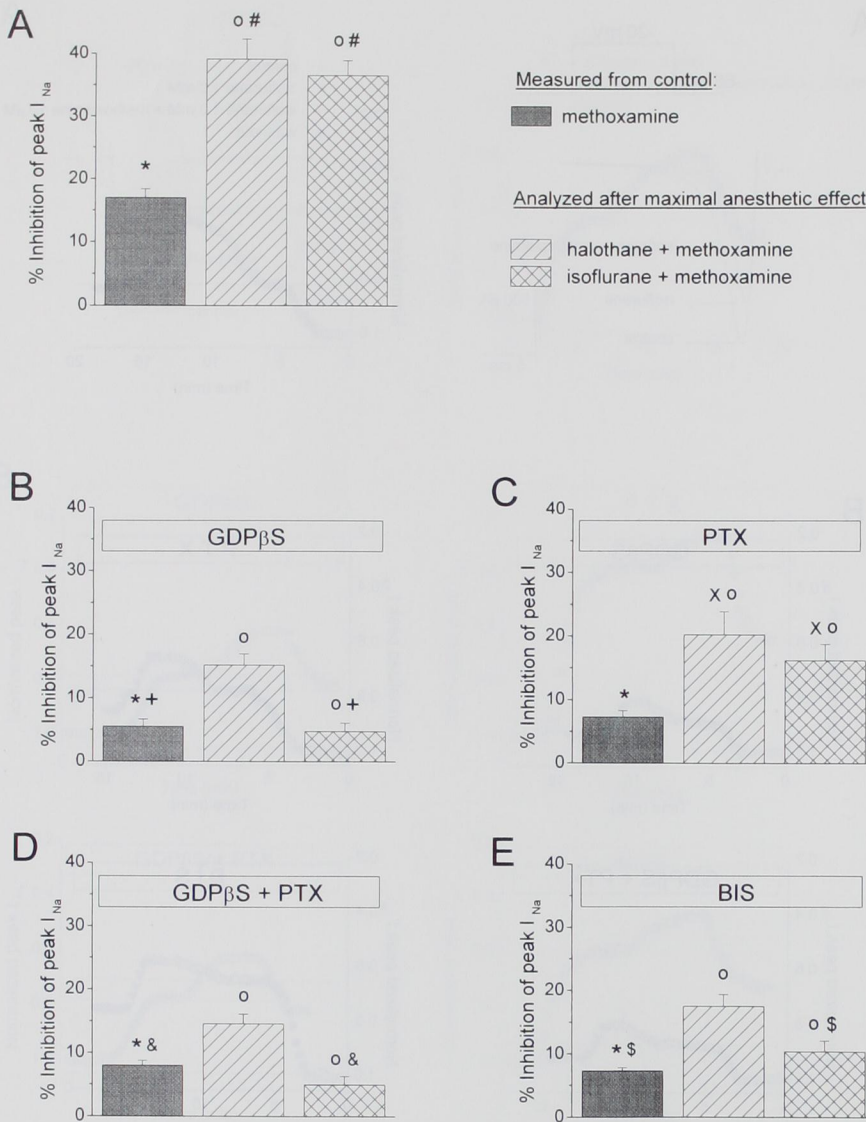 A
% Inhibition of peak I Na
40
30
20
10
0
*
o #
o #
Measured from control:
methoxamine
Analyzed after maximal anesthetic effect
halothane + methoxamine
isoflurane + methoxamine
B
% Inhibition of peak I Na
40
30
20
10
0
GDPβS
* +
o
o +
C
% Inhibition of peak I Na
40
30
20
10
0
PTX
*
X o
X o
D
% Inhibition of peak I Na
40
30
20
10
0
GDPβS + PTX
* &
o
o &
E
% Inhibition of peak I Na
40
30
20
10
0
BIS
* $
o
o $